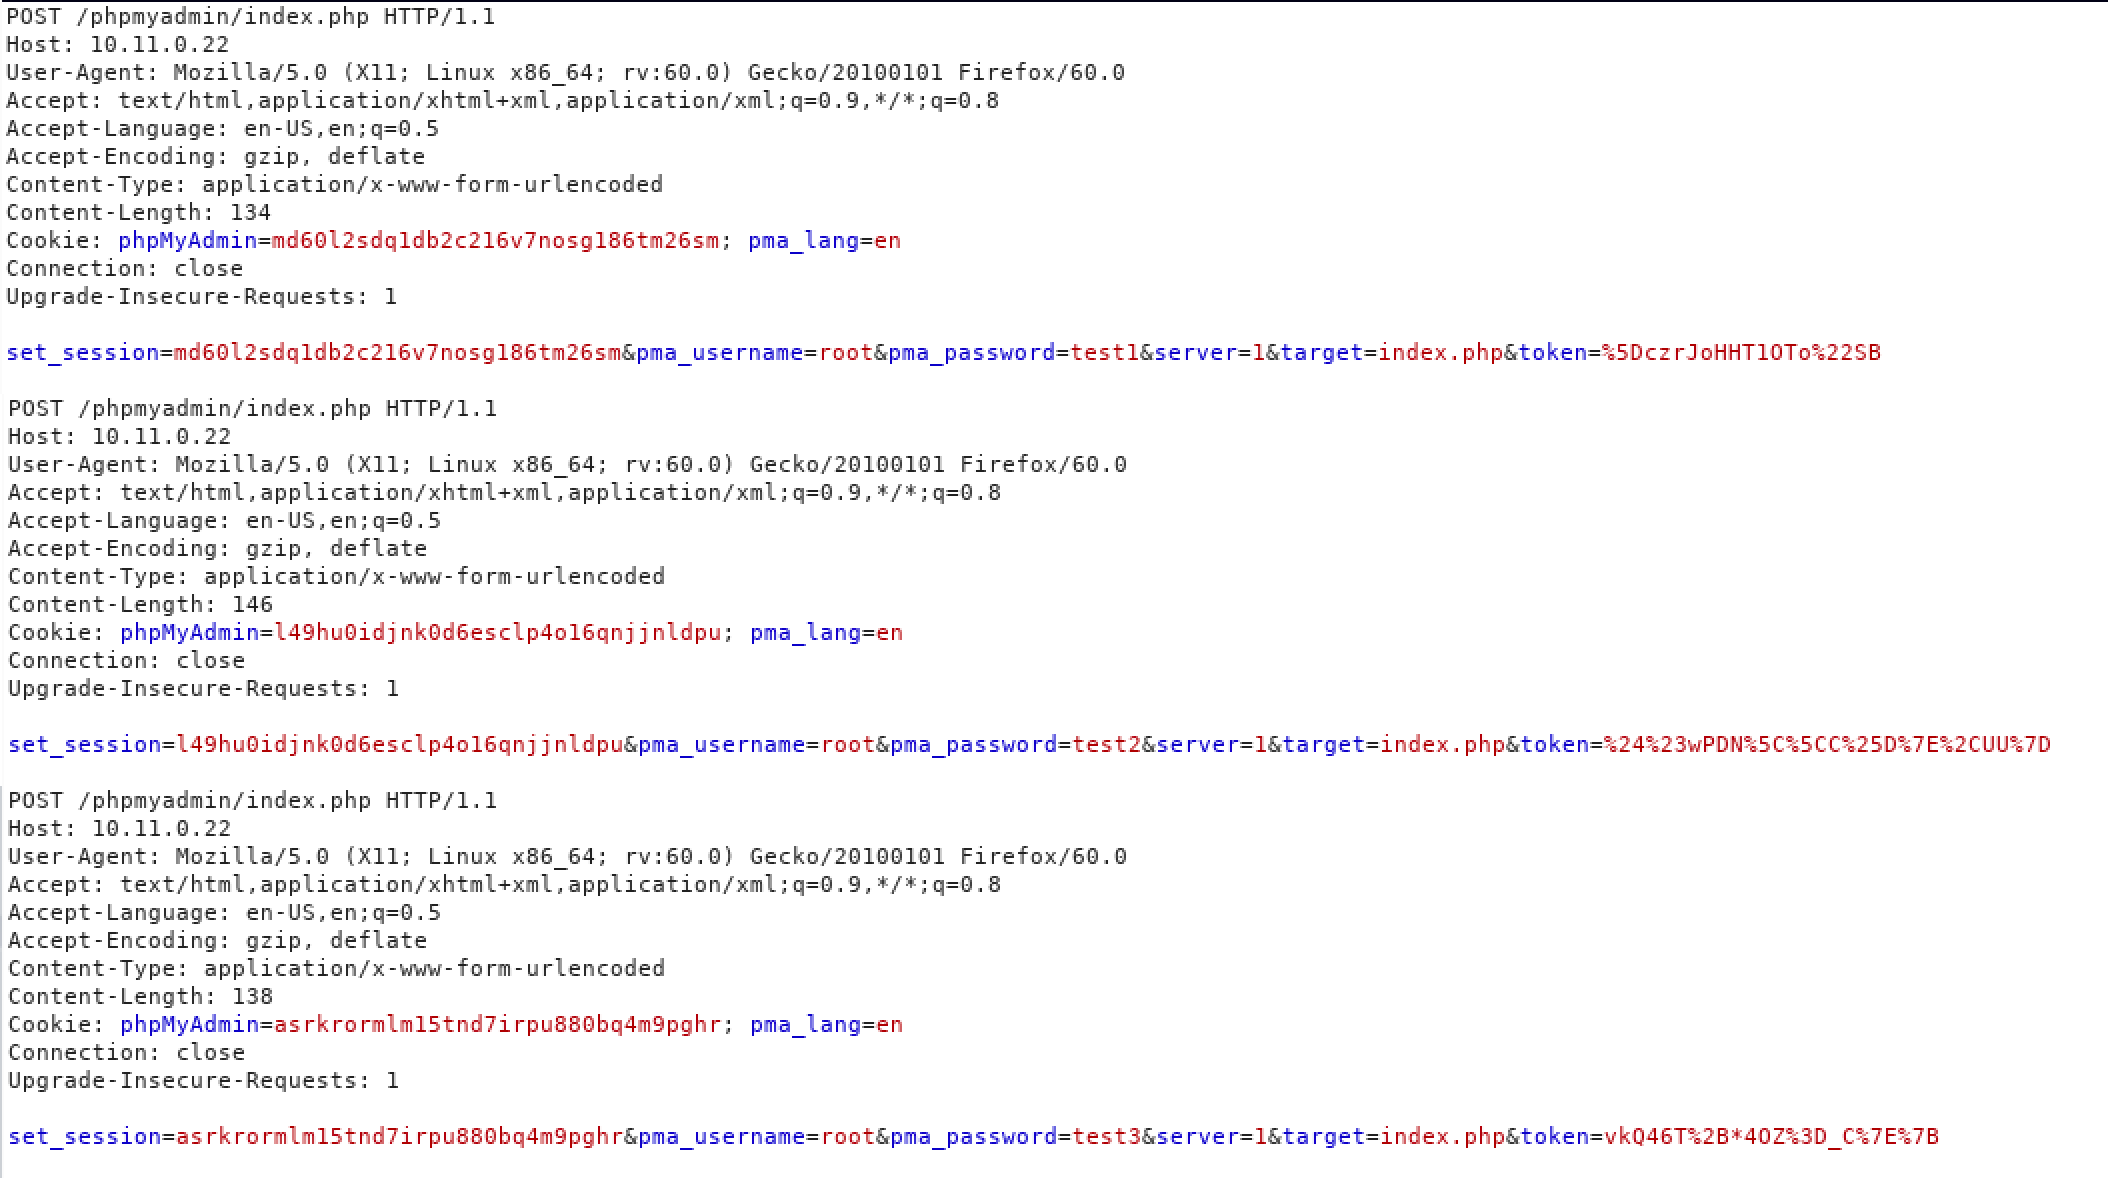 POST /phpmyadmin/index.php HTTP/1.1
Host: 10.11.0.22
User-Agent: Mozilla/5.0 (X11; Linux x86_64; rv:60.0) Gecko/20100101 Firefox/60.0
Accept: text/html,application/xhtml+xml,application/xml;q=0.9,*/*;q=0.8
Accept-Language: en-US,en;q=0.5
Accept-Encoding: gzip, deflate
Content-Type: application/x-www-form-urlencoded
Content-Length: 134
Cookie: phpMyAdmin=md60l2sdq1db2c216v7nosg186tm26sm; pma_lang=en
Connection: close
Upgrade-Insecure-Requests: 1
set_session=md60l2sdq1db2c216v7nosg186tm26sm&pma_username=root&pma_password=test1&server=1&target=index.php&token=%5DczrJoHHT1OTo%22SB
POST /phpmyadmin/index.php HTTP/1.1
Host: 10.11.0.22
User-Agent: Mozilla/5.0 (X11; Linux x86_64; rv:60.0) Gecko/20100101 Firefox/60.0
Accept: text/html,application/xhtml+xml,application/xml;q=0.9,*/*;q=0.8
Accept-Language: en-US,en;q=0.5
Accept-Encoding: gzip, deflate
Content-Type: application/x-www-form-urlencoded
Content-Length: 146
Cookie: phpMyAdmin=l49hu0idjnk0d6esclp4o16qnjjnldpu; pma_lang=en
Connection: close
Upgrade-Insecure-Requests: 1
set_session=l49hu0idjnk0d6esclp4o16qnjjnldpu&pma_username=root&pma_password=test2&server=1&target=index.php&token=%24%23wPDN%5C%5CC%25D%7E%2CUU%7D
POST /phpmyadmin/index.php HTTP/1.1
Host: 10.11.0.22
User-Agent: Mozilla/5.0 (X11; Linux x86_64; rv:60.0) Gecko/20100101 Firefox/60.0
Accept: text/html,application/xhtml+xml,application/xml;q=0.9,*/*;q=0.8
Accept-Language: en-US,en;q=0.5
Accept-Encoding: gzip, deflate
Content-Type: application/x-www-form-urlencoded
Content-Length: 138
Cookie: phpMyAdmin=asrkrormlm15tnd7irpu880bq4m9pghr; pma_lang=en
Connection: close
Upgrade-Insecure-Requests: 1
set_session=asrkrormlm15tnd7irpu880bq4m9pghr&pma_username=root&pma_password=test3&server=1&target=index.php&token=vkQ46T%2B*4OZ%3D_C%7E%7B